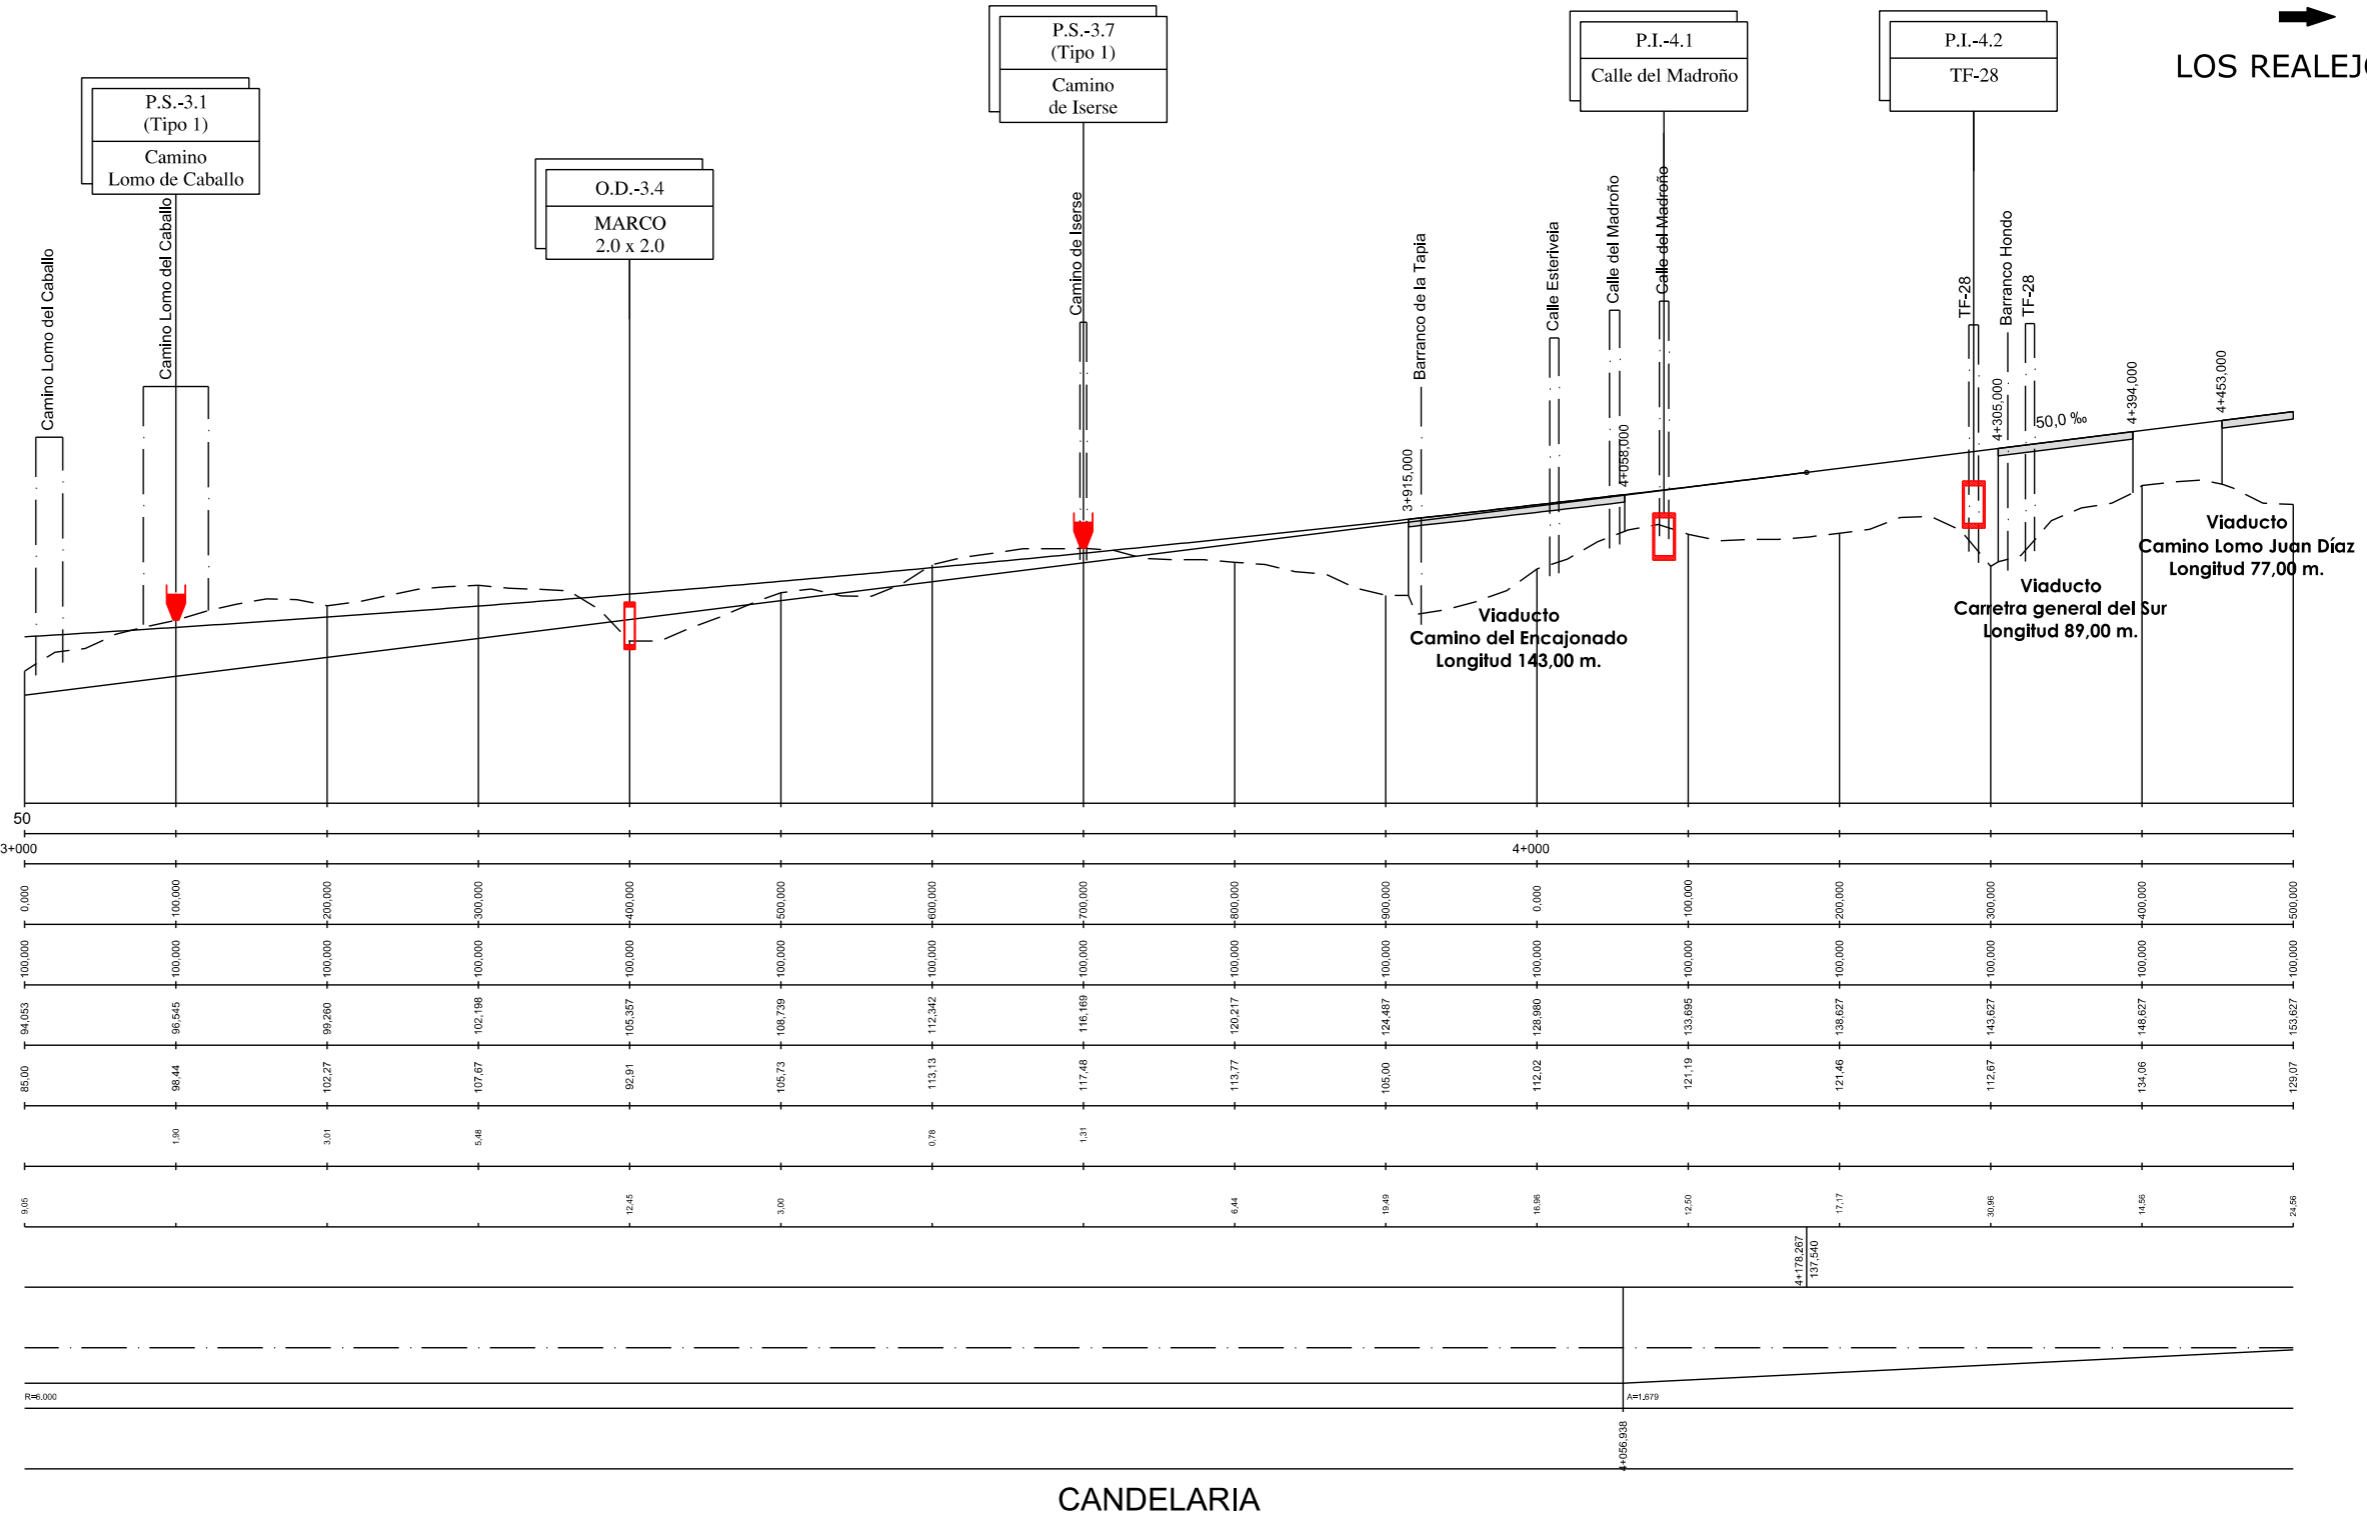 LOS REALEJO
P.S.-3.1
(Tipo 1)
Camino
Lomo de Caballo
O.D.-3.4
MARCO
2.0 x 2.0
P.S.-3.7
(Tipo 1)
Camino
de Iserse
P.I.-4.1
Calle del Madroño
P.I.-4.2
TF-28
Camino Lomo del Caballo
Camino Lomo del Caballo
Camino de Iserse
Barranco de la Tapia
Calle Esteriveia
Calle del Madroño
Calle del Madroño
TF-28
Barranco Hondo
TF-28
3+915,000
4+058,000
4+305,000
50,0 ‰
4+394,000
4+453,000
Viaducto
Camino del Encajonado
Longitud 143,00 m.
Viaducto
Carretra general del Sur
Longitud 89,00 m.
Viaducto
Camino Lomo Juan Díaz
Longitud 77,00 m.
50
3+000 4+000
0,000 100,000 200,000 300,000 400,000 500,000 600,000 700,000 800,000 900,000 0,000 100,000 200,000 300,000 400,000 500,000
100,000 100,000 100,000 100,000 100,000 100,000 100,000 100,000 100,000 100,000 100,000 100,000 100,000 100,000 100,000 100,000
94,053 96,545 99,260 102,198 105,357 108,739 112,342 116,169 120,217 124,487 128,980 133,695 138,627 143,627 148,627 153,627
85,00 98,44 102,27 107,67 92,91 105,73 113,13 117,48 113,77 105,00 112,02 121,19 121,46 112,67 134,06 129,07
1,90 3,01 5,48 0,78 1,31
9,05 12,45 3,00 6,44 19,49 16,96 12,50 17,17 30,96 14,56 24,56
4+178,267
137,540
R=6.000
A=1.679
4+056,938
CANDELARIA